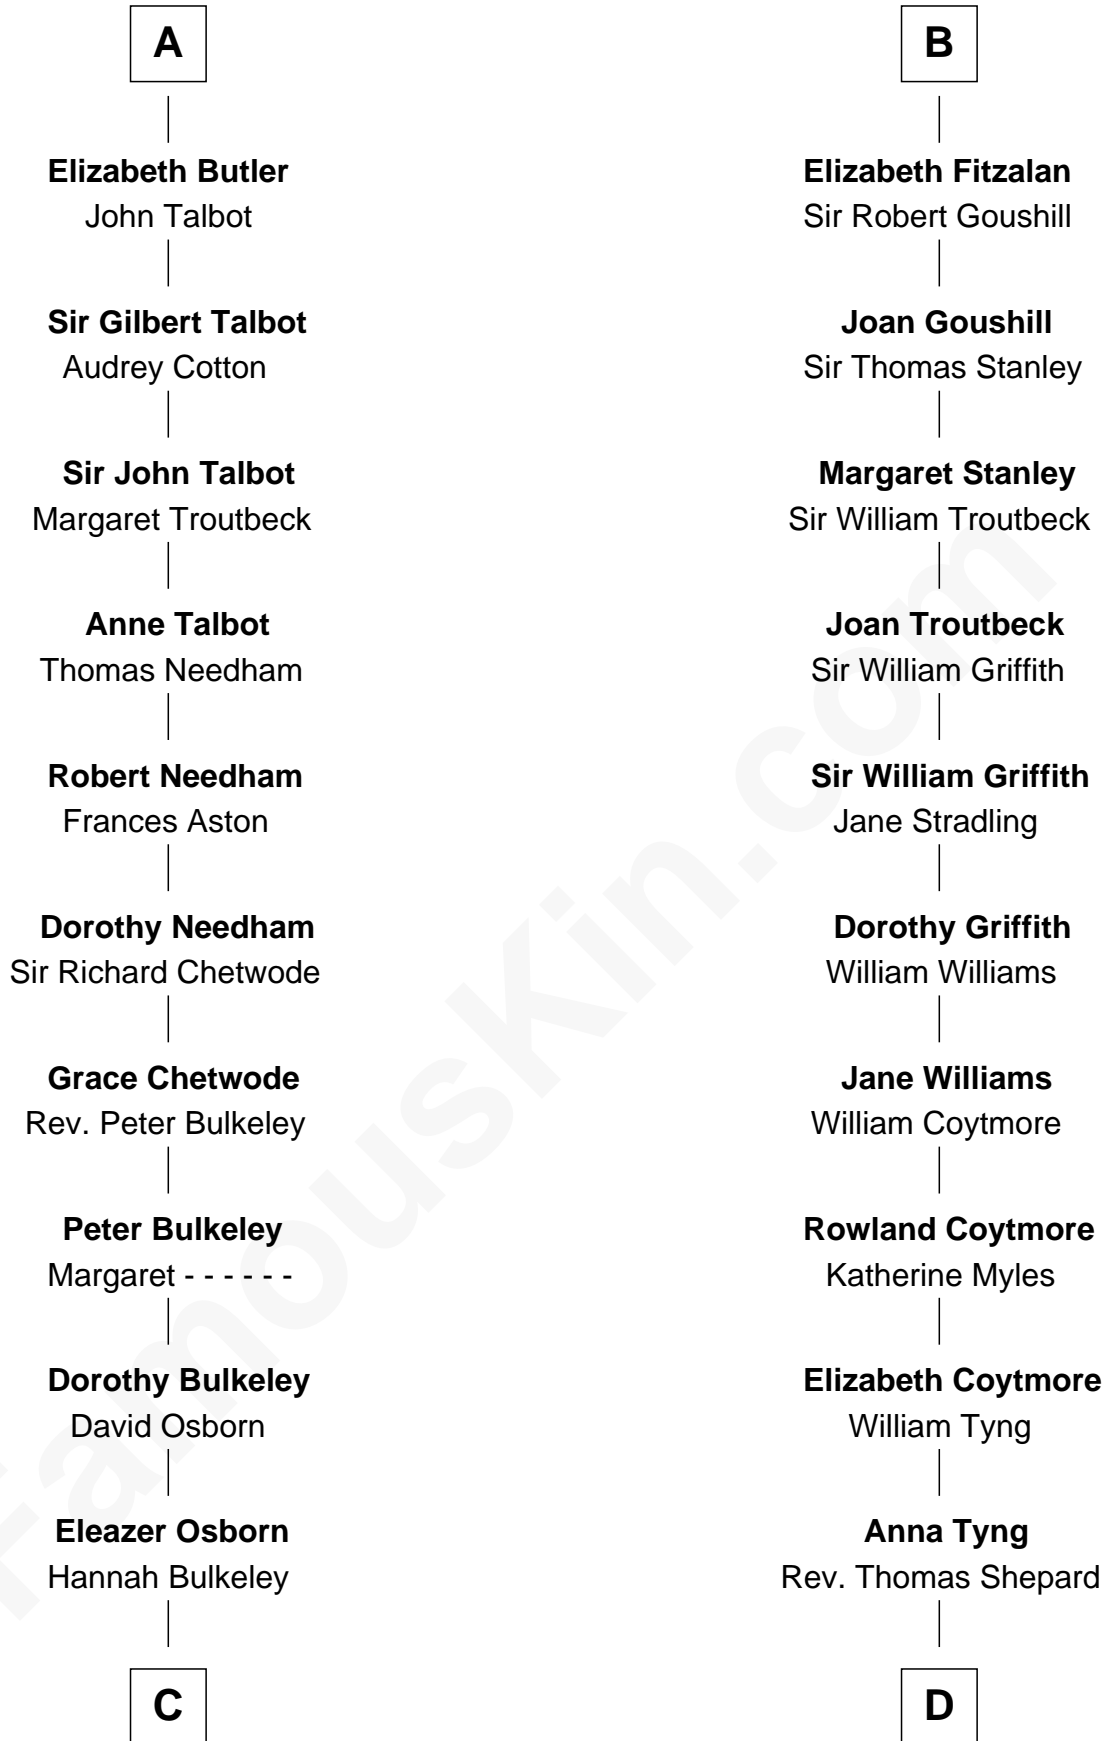 A
Elizabeth Butler
John Talbot
Sir Gilbert Talbot
Audrey Cotton
Sir John Talbot
Margaret Troutbeck
Anne Talbot
Thomas Needham
Robert Needham
Frances Aston
Dorothy Needham
Sir Richard Chetwode
Grace Chetwode
Rev. Peter Bulkeley
Peter Bulkeley
Margaret - - - - - -
Dorothy Bulkeley
David Osborn
Eleazer Osborn
Hannah Bulkeley
C
B
Elizabeth Fitzalan
Sir Robert Goushill
Joan Goushill
Sir Thomas Stanley
Margaret Stanley
Sir William Troutbeck
Joan Troutbeck
Sir William Griffith
Sir William Griffith
Jane Stradling
Dorothy Griffith
William Williams
Jane Williams
William Coytmore
Rowland Coytmore
Katherine Myles
Elizabeth Coytmore
William Tyng
Anna Tyng
Rev. Thomas Shepard
D
FamousKin.com